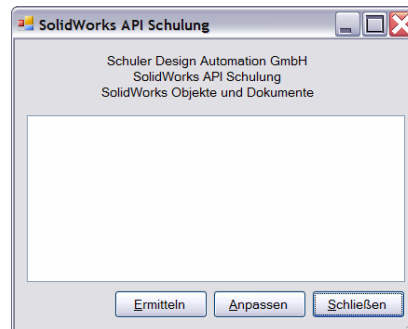 SolidWorks API Schulung
Schuler Design Automation GmbH
SolidWorks API Schulung
SolidWorks Objekte und Dokumente
Ermitteln
Anpassen
Schließen